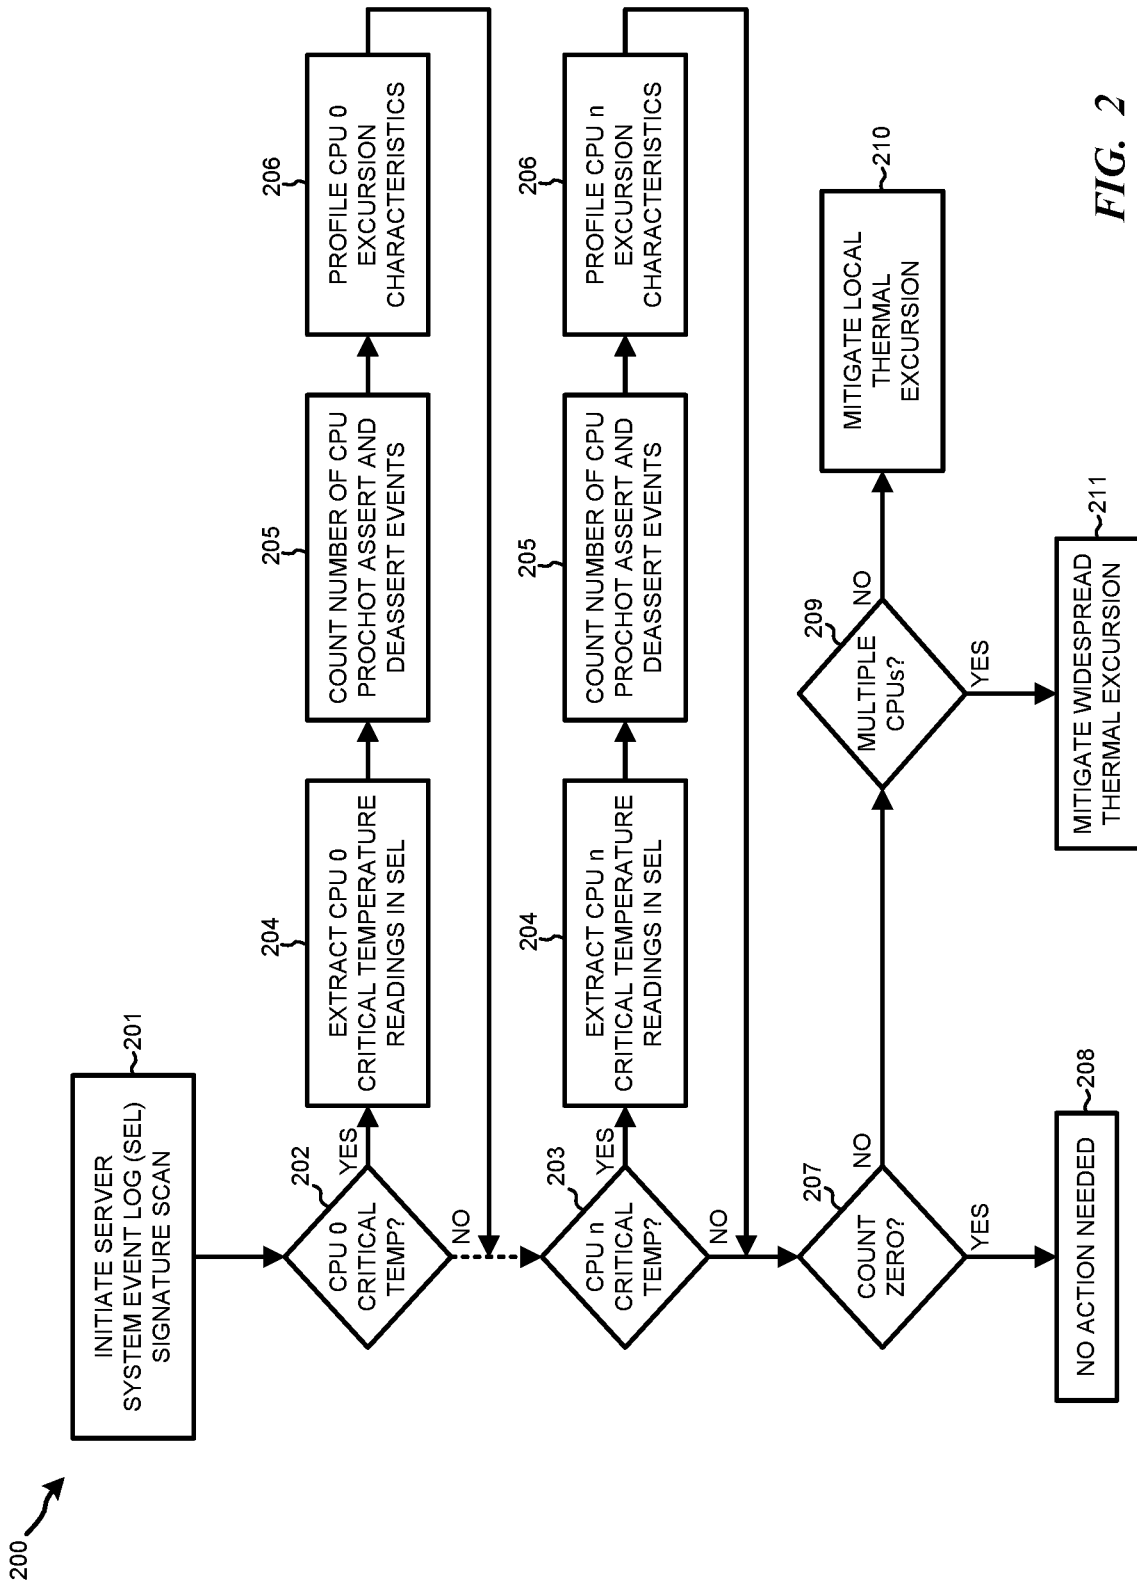 200
INITIATE SERVER
SYSTEM EVENT LOG (SEL)
SIGNATURE SCAN
201
CPU 0
CRITICAL
TEMP?
202
YES
NO
EXTRACT CPU 0
CRITICAL TEMPERATURE
READINGS IN SEL
204
COUNT NUMBER OF CPU
PROCHOT ASSERT AND
DEASSERT EVENTS
205
PROFILE CPU 0
EXCURSION
CHARACTERISTICS
206
CPU n
CRITICAL
TEMP?
203
YES
NO
EXTRACT CPU n
CRITICAL TEMPERATURE
READINGS IN SEL
204
COUNT NUMBER OF CPU
PROCHOT ASSERT AND
DEASSERT EVENTS
205
PROFILE CPU n
EXCURSION
CHARACTERISTICS
206
COUNT
ZERO?
207
NO
YES
MULTIPLE
CPUs?
209
NO
YES
MITIGATE LOCAL
THERMAL
EXCURSION
210
NO ACTION NEEDED
208
MITIGATE WIDESPREAD
THERMAL EXCURSION
211
FIG. 2